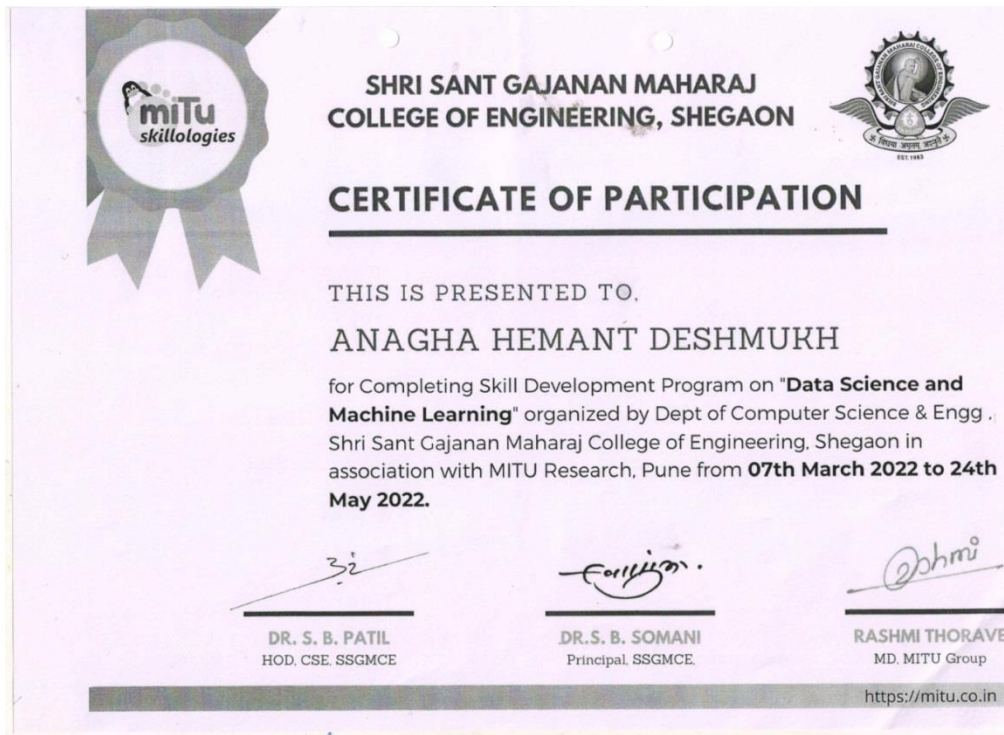 miTu
skillologies
SHRI SANT GAJANAN MAHARAJ
COLLEGE OF ENGINEERING, SHEGAON
EST. 1983
CERTIFICATE OF PARTICIPATION
THIS IS PRESENTED TO,
ANAGHA HEMANT DESHMUKH
for Completing Skill Development Program on "Data Science and
Machine Learning" organized by Dept of Computer Science & Engg .,
Shri Sant Gajanan Maharaj College of Engineering, Shegaon in
association with MITU Research, Pune from 07th March 2022 to 24th
May 2022.
DR. S. B. PATIL
HOD, CSE, SSGMCE
DR.S. B. SOMANI
Principal, SSGMCE,
RASHMI THORAVE
MD, MITU Group
https://mitu.co.in